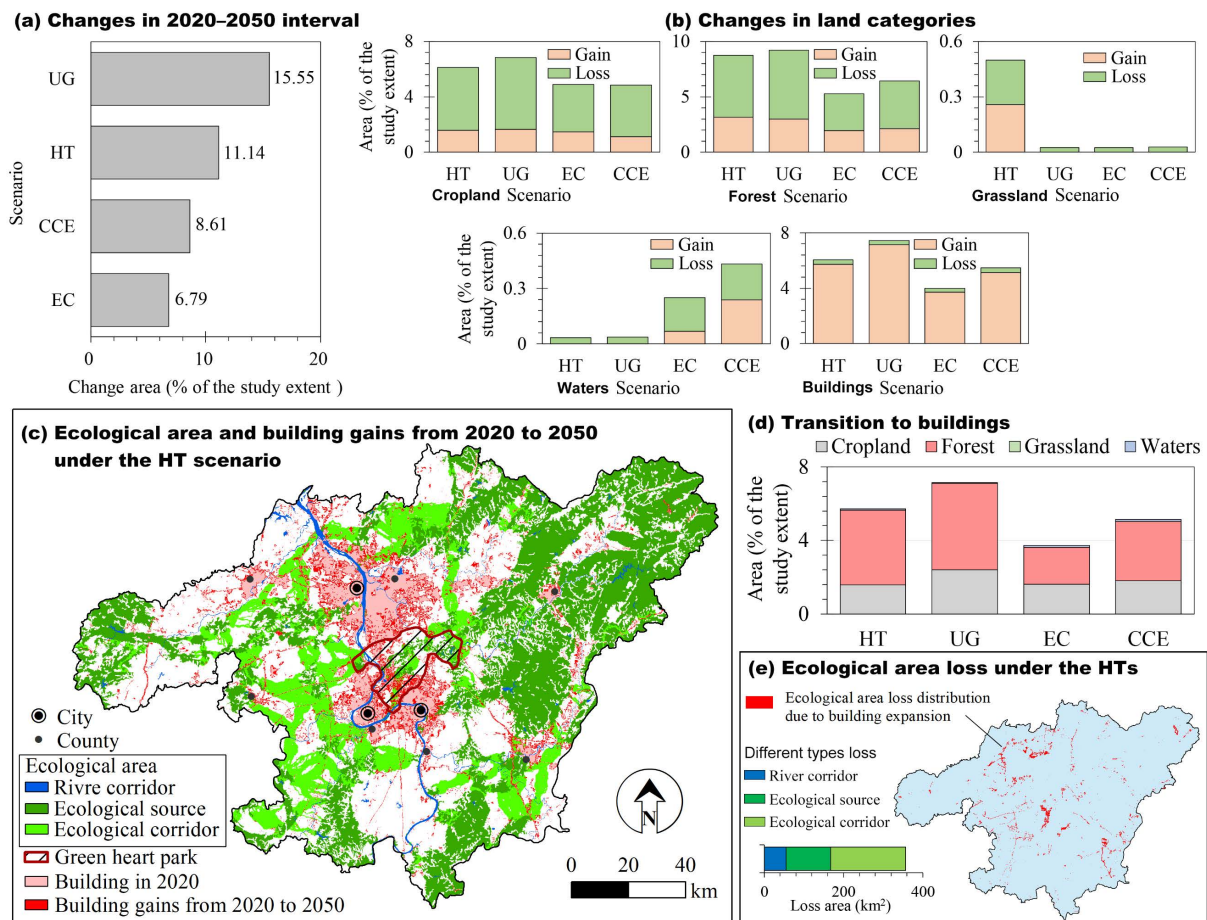 (a) Changes in 2020–2050 interval
Scenario
UG
15.55
HT
11.14
CCE
8.61
EC
6.79
0
10
20
Change area (% of the study extent )
(b) Changes in land categories
Area (% of the
study extent)
8
4
0
Gain
Loss
HT
UG
EC
CCE
Cropland Scenario
10
5
0
Gain
Loss
HT
UG
EC
CCE
Forest Scenario
0.6
0.3
0
Gain
Loss
HT
UG
EC
CCE
Grassland Scenario
Area (% of the
study extent)
0.6
0.3
0
Gain
Loss
HT
UG
EC
CCE
Waters Scenario
8
4
0
Gain
Loss
HT
UG
EC
CCE
Buildings Scenario
(c) Ecological area and building gains from 2020 to 2050
under the HT scenario
City
County
Ecological area
Rivre corridor
Ecological source
Ecological corridor
Green heart park
Building in 2020
Building gains from 2020 to 2050
N
0 20 40
km
(d) Transition to buildings
Cropland
Forest
Grassland
Waters
Area (% of the
study extent)
8
4
0
HT
UG
EC
CCE
(e) Ecological area loss under the HTs
Ecological area loss distribution
due to building expansion
Different types loss
River corridor
Ecological source
Ecological corridor
0 200 400
Loss area (km²)